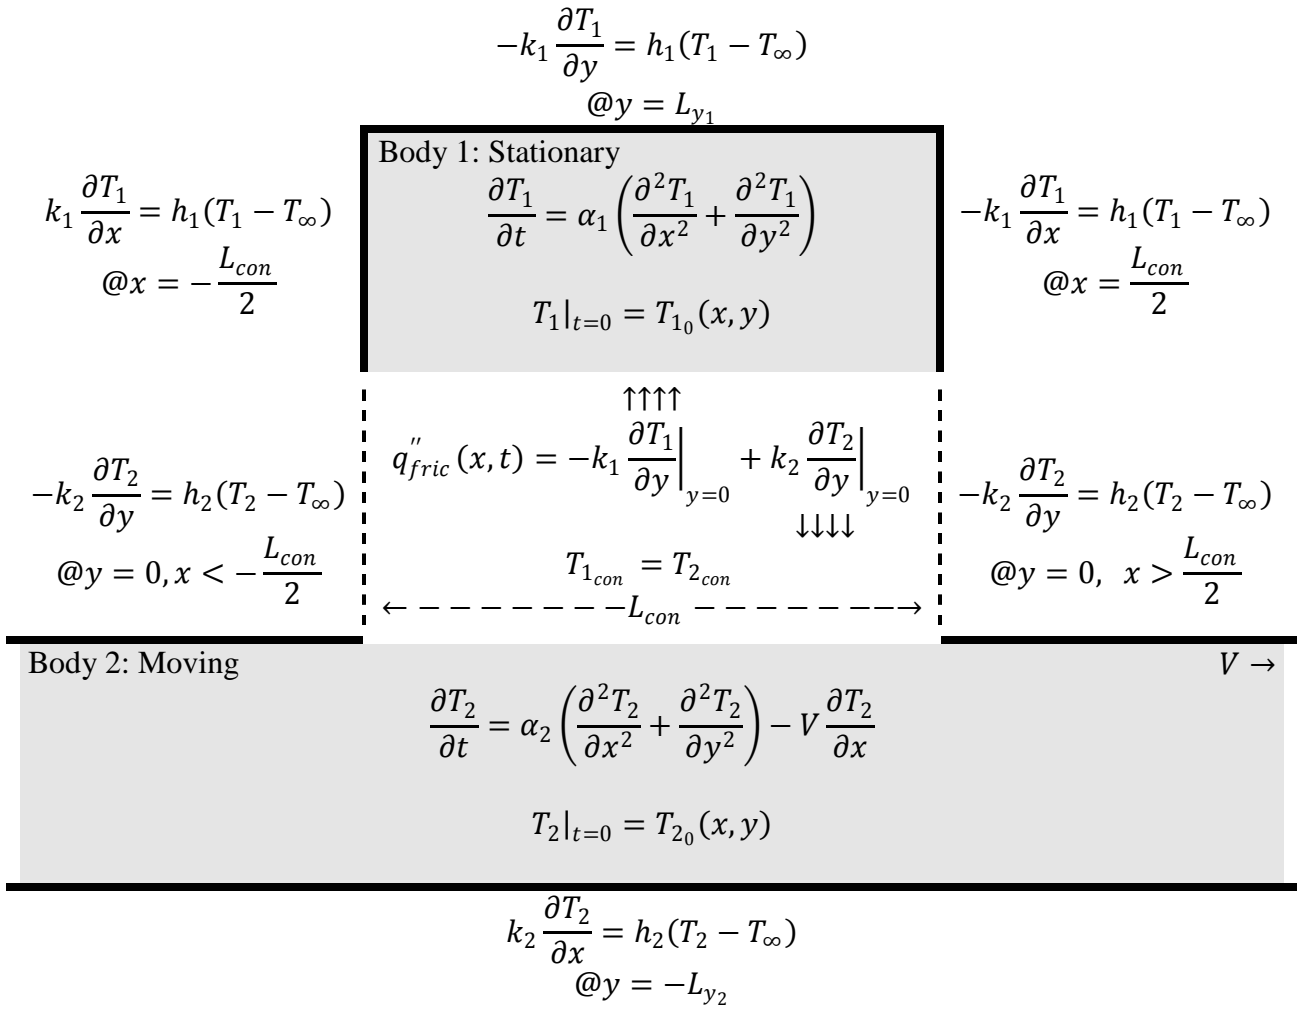 −k₁ ∂T₁/∂y = h₁(T₁ − T∞)
@y = L_y₁
Body 1: Stationary
∂T₁/∂t = α₁(∂²T₁/∂x² + ∂²T₁/∂y²)
T₁|ₜ₌₀ = T₁₀(x, y)
k₁ ∂T₁/∂x = h₁(T₁ − T∞)
@x = −L_con/2
−k₁ ∂T₁/∂x = h₁(T₁ − T∞)
@x = L_con/2
↑↑↑↑
q″_fric(x, t) = −k₁ ∂T₁/∂y|_y=0 + k₂ ∂T₂/∂y|_y=0
↓↓↓↓
T₁_con = T₂_con
←−−−−−−−−L_con−−−−−−−−→
−k₂ ∂T₂/∂y = h₂(T₂ − T∞)
@y = 0, x < −L_con/2
−k₂ ∂T₂/∂y = h₂(T₂ − T∞)
@y = 0, x > L_con/2
Body 2: Moving
V →
∂T₂/∂t = α₂(∂²T₂/∂x² + ∂²T₂/∂y²) − V ∂T₂/∂x
T₂|ₜ₌₀ = T₂₀(x, y)
k₂ ∂T₂/∂x = h₂(T₂ − T∞)
@y = −L_y₂